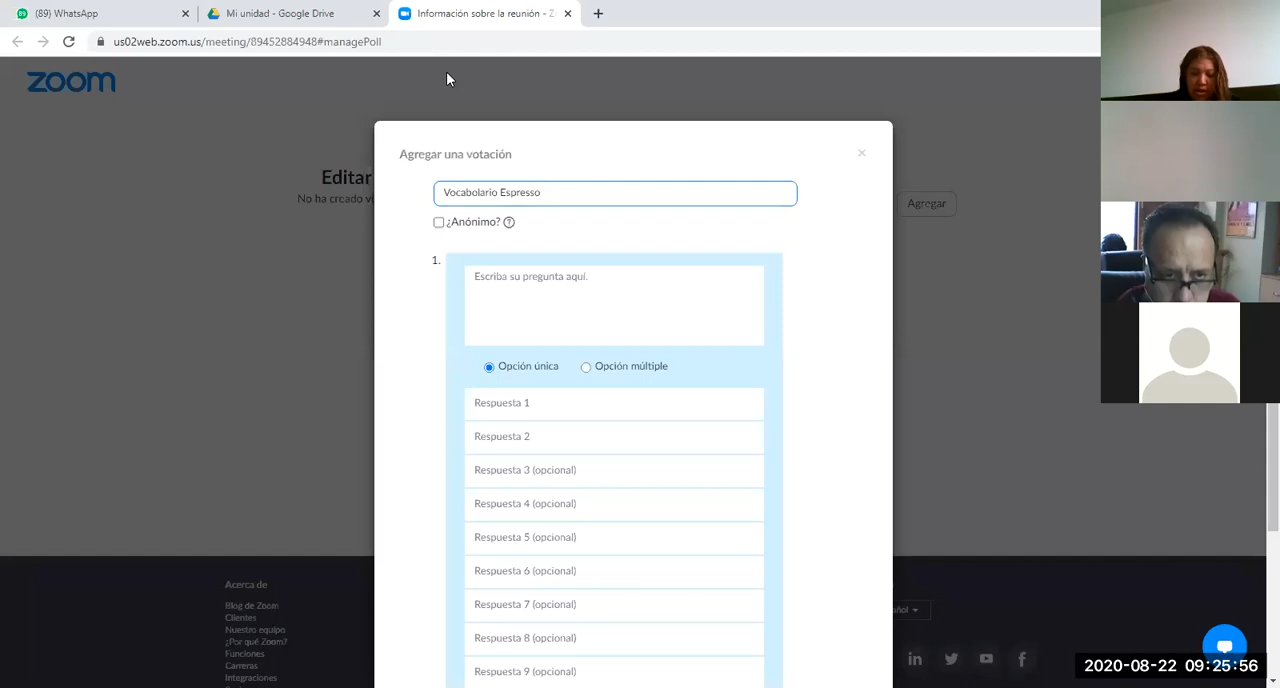 (89) WhatsApp
Mi unidad - Google Drive
Información sobre la reunión - Z
us02web.zoom.us/meeting/89452884948#managePoll
zoom
Agregar una votación
Editar
No ha creado
Agregar
Vocabolario Espresso
¿Anónimo?
1.
Escriba su pregunta aquí.
Opción única
Opción múltiple
Respuesta 1
Respuesta 2
Respuesta 3 (opcional)
Respuesta 4 (opcional)
Respuesta 5 (opcional)
Respuesta 6 (opcional)
Respuesta 7 (opcional)
Respuesta 8 (opcional)
Respuesta 9 (opcional)
Acerca de
Blog de Zoom
Clientes
Nuestro equipo
¿Por qué Zoom?
Funciones
Carreras
Integraciones
2020-08-22 09:25:56